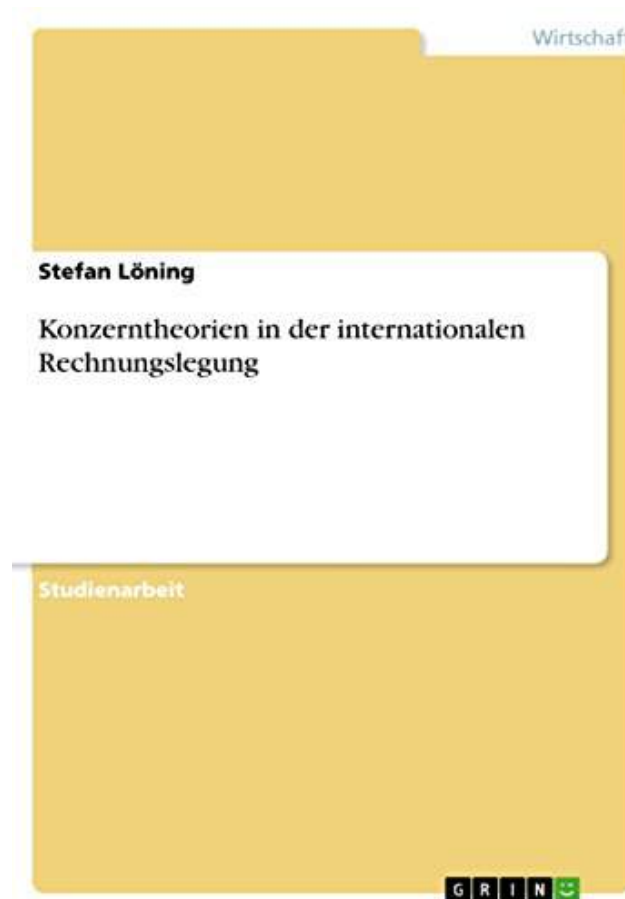 Wirtschaf
Stefan Löning
Konzerntheorien in der internationalen
Rechnungslegung
Studienarbeit
GRIN